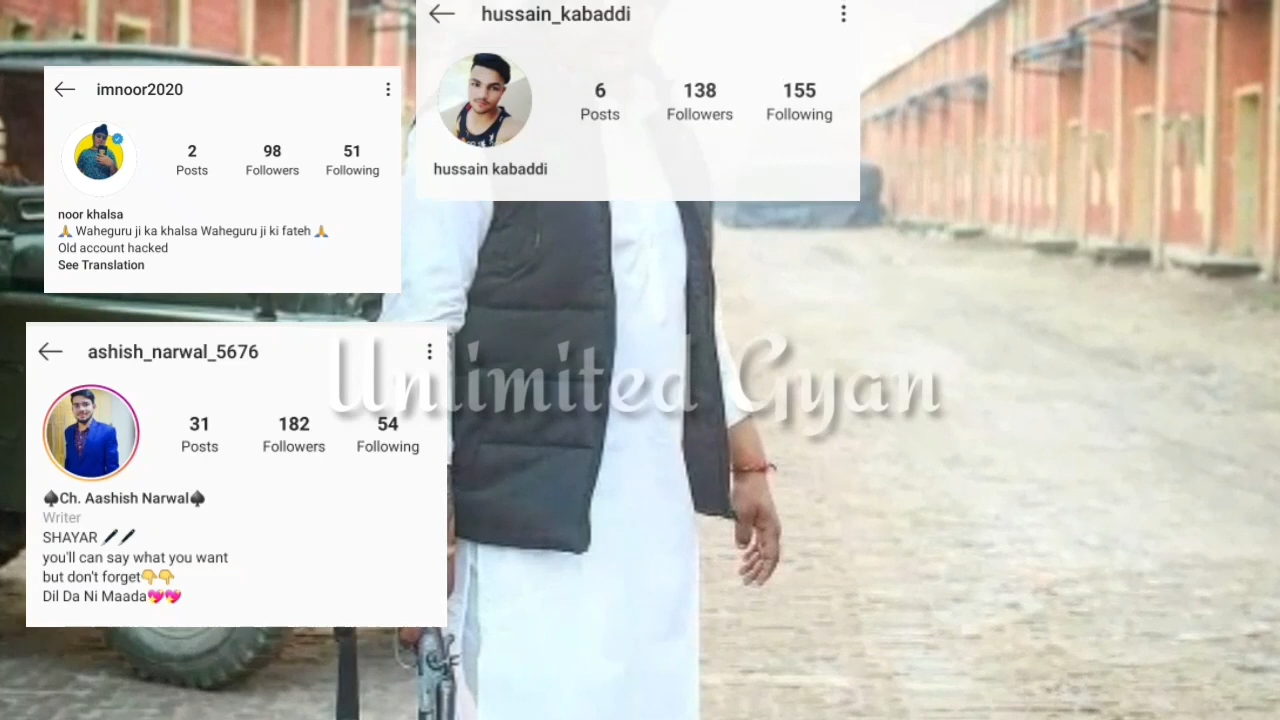 hussain_kabaddi
6 138 155
Posts Followers Following
hussain kabaddi
imnoor2020
2 98 51
Posts Followers Following
noor khalsa
🙏 Waheguru ji ka khalsa Waheguru ji ki fateh 🙏
Old account hacked
See Translation
ashish_narwal_5676
31 182 54
Posts Followers Following
♠Ch. Aashish Narwal♠
Writer
SHAYAR 🖊🖊
you'll can say what you want
but don't forget👇👇
Dil Da Ni Maada💖💖
Unlimited Gyan